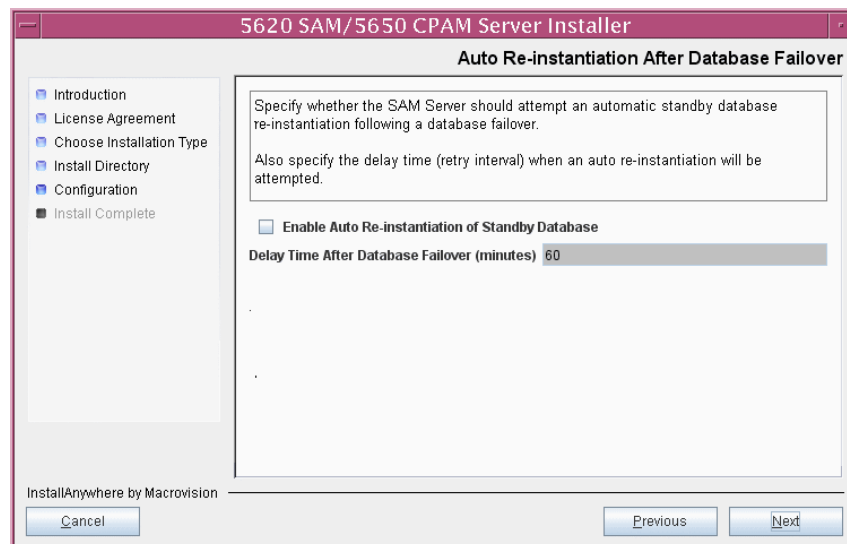 5620 SAM/5650 CPAM Server Installer
Auto Re-instantiation After Database Failover
Introduction
License Agreement
Choose Installation Type
Install Directory
Configuration
Install Complete
Specify whether the SAM Server should attempt an automatic standby database
re-instantiation following a database failover.
Also specify the delay time (retry interval) when an auto re-instantiation will be
attempted.
Enable Auto Re-instantiation of Standby Database
Delay Time After Database Failover (minutes) 60
InstallAnywhere by Macrovision
Cancel
Previous
Next